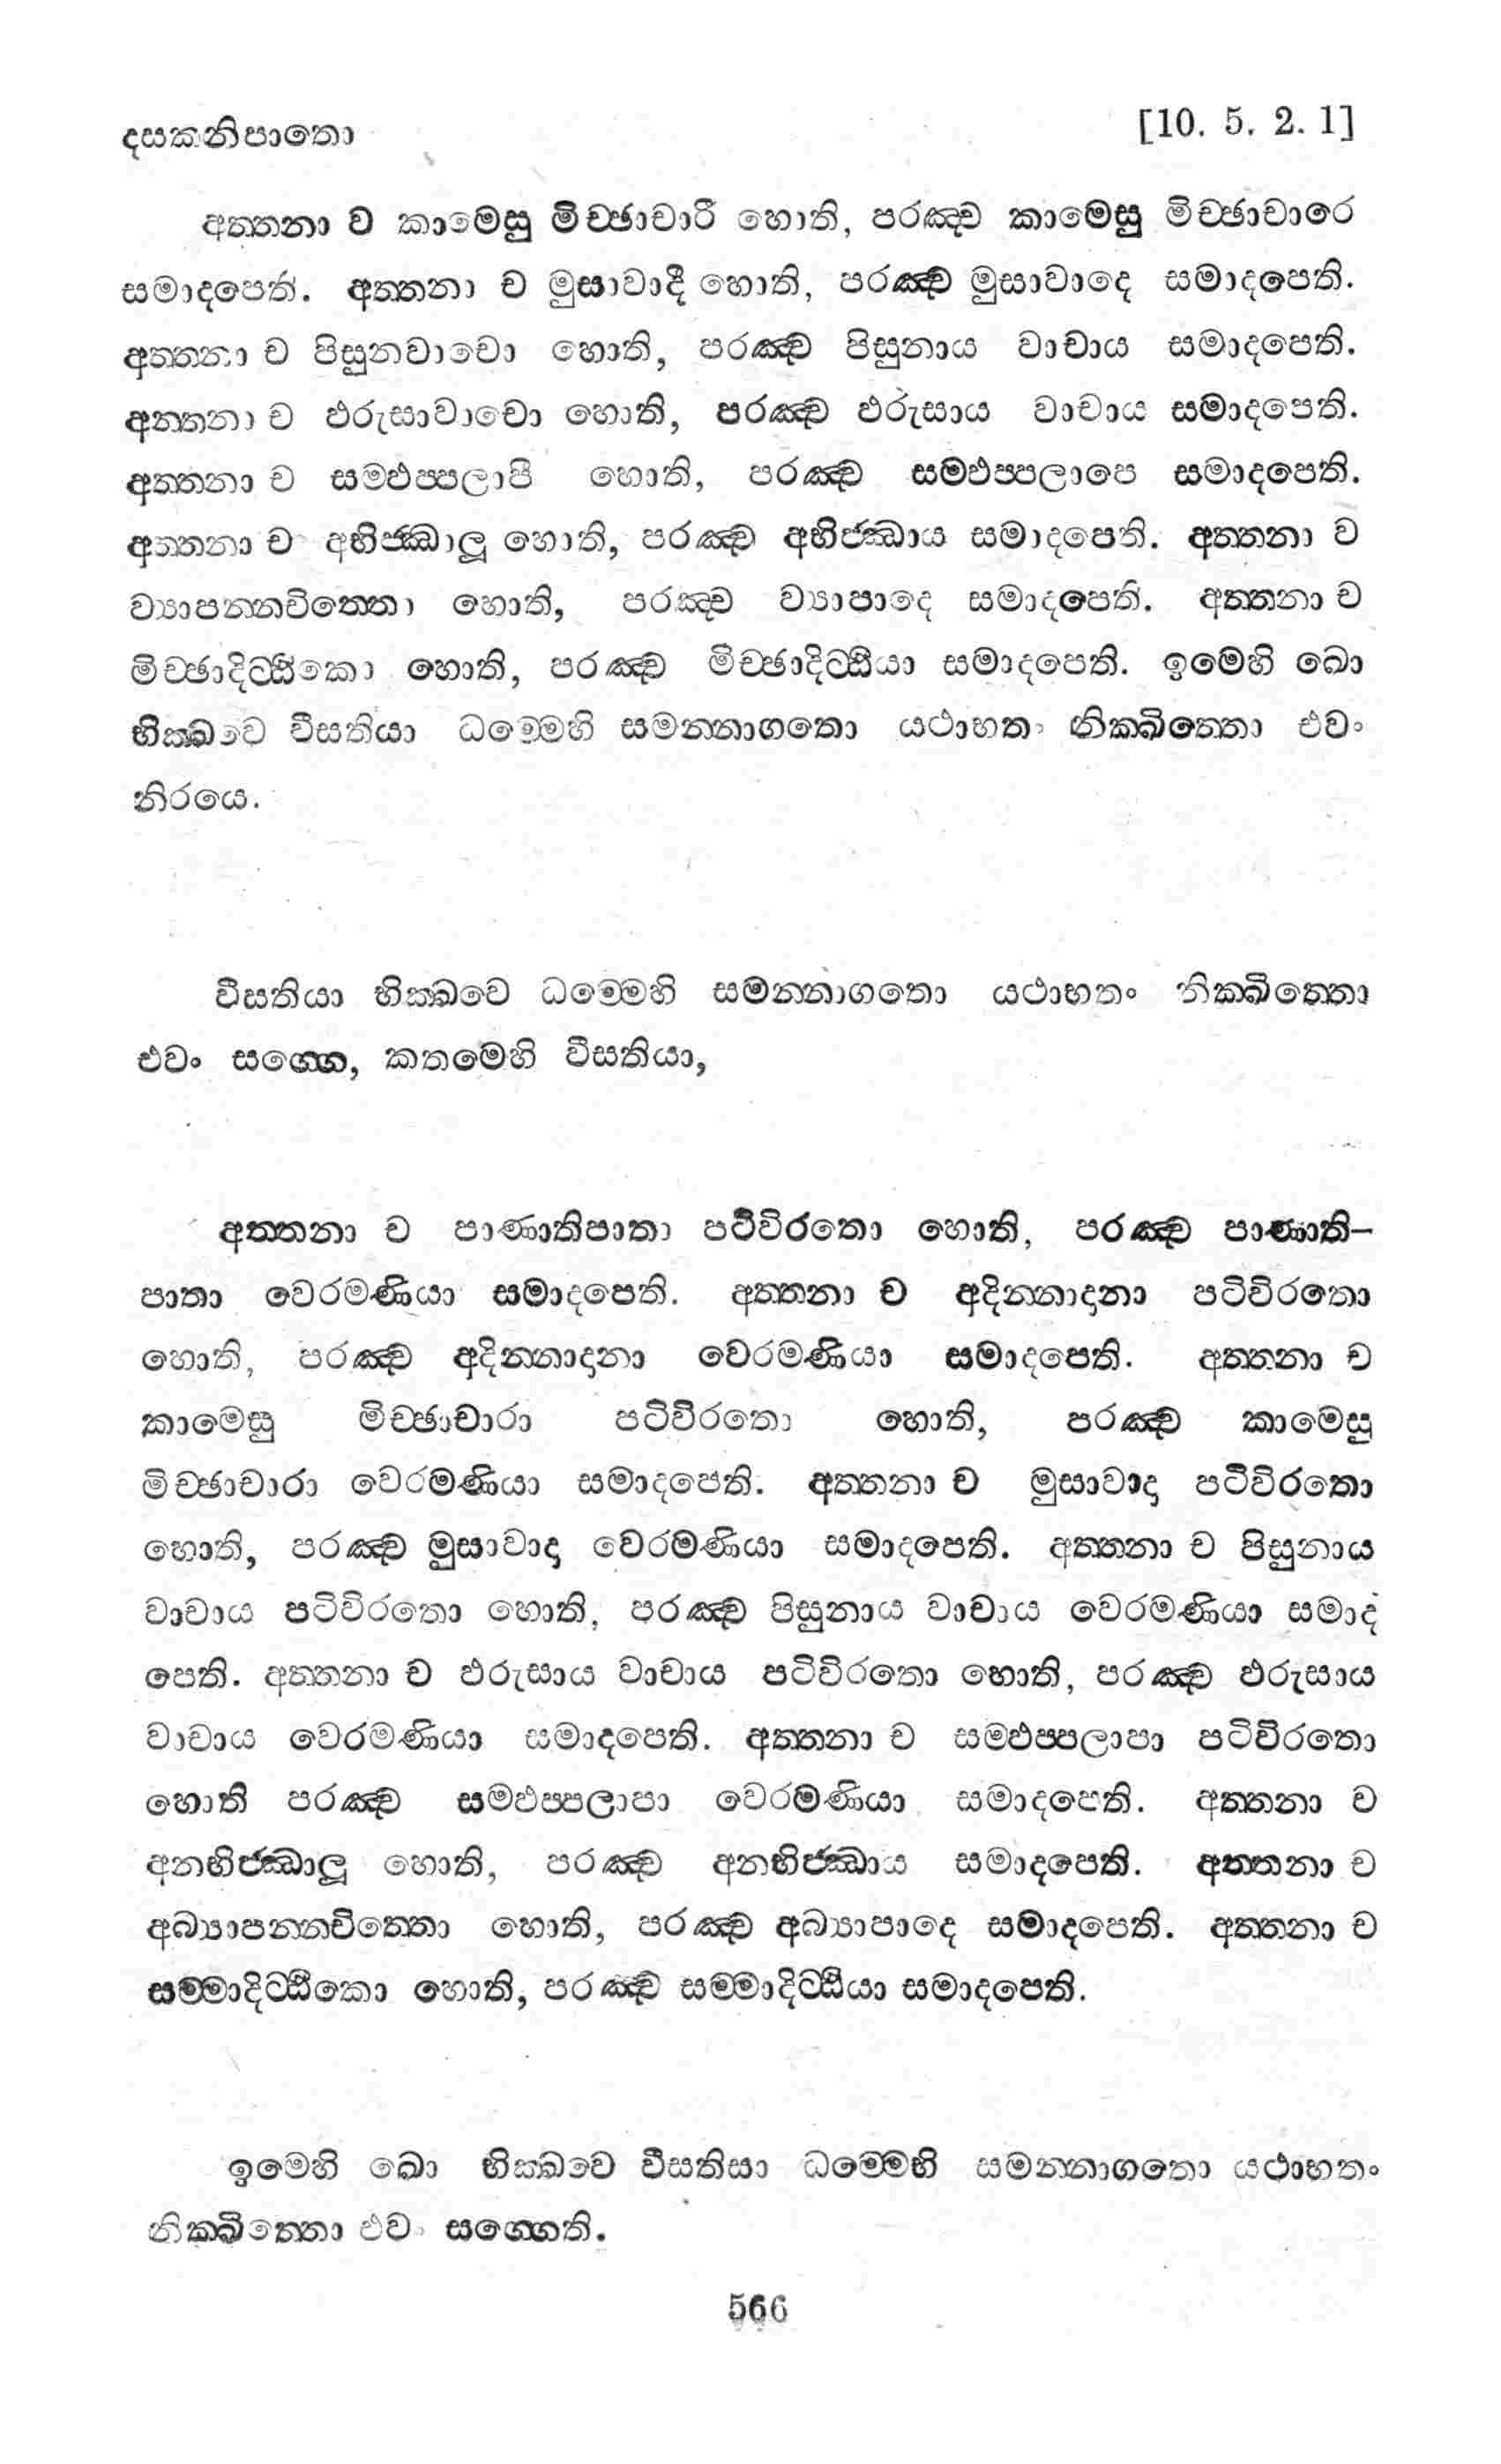 දසකනිපාතො
[10. 5. 2. 1]
අත්තනා ව කාමෙසු මිච්ඡාචාරී හොති, පරඤ්ච කාමෙසු මිච්ඡාචාරෙ
සමාදපෙති. අත්තනා ච මුසාවාදී හොති, පරඤ්ච මුසාවාදෙ සමාදපෙති.
අත්තනා ච පිසුනවාචො හොති, පරඤ්ච පිසුනාය වාචාය සමාදපෙති.
අත්තනා ච ඵරුසාවාචො හොති, පරඤ්ච ඵරුසාය වාචාය සමාදපෙති.
අත්තනා ච සම්ඵප්පලාපී හොති, පරඤ්ච සම්ඵප්පලාපෙ සමාදපෙති.
අත්තනා ච අභිජ්ඣාලූ හොති, පරඤ්ච අභිජ්ඣාය සමාදපෙති. අත්තනා ව
ව්‍යාපන්නචිත්තො හොති, පරඤ්ච ව්‍යාපාදෙ සමාදපෙති. අත්තනා ච
මිච්ඡාදිට්ඨිකො හොති, පරඤ්ච මිච්ඡාදිට්ඨියා සමාදපෙති. ඉමෙහි ඛො
භික්ඛවෙ වීසතියා ධම්මෙහි සමන්නාගතො යථාභතං නික්ඛිත්තො එවං
නිරයෙ.
වීසතියා භික්ඛවෙ ධම්මෙහි සමන්නාගතො යථාභතං නික්ඛිත්තො
එවං සග්ගෙ, කතමෙහි වීසතියා,
අත්තනා ච පාණාතිපාතා පටිවිරතො හොති, පරඤ්ච පාණාති-
පාතා වෙරමණියා සමාදපෙති. අත්තනා ච අදින්නාදානා පටිවිරතො
හොති, පරඤ්ච අදින්නාදානා වෙරමණියා සමාදපෙති. අත්තනා ච
කාමෙසු මිච්ඡාචාරා පටිවිරතො හොති, පරඤ්ච කාමෙසු
මිච්ඡාචාරා වෙරමණියා සමාදපෙති. අත්තනා ච මුසාවාදා පටිවිරතො
හොති, පරඤ්ච මුසාවාදා වෙරමණියා සමාදපෙති. අත්තනා ච පිසුනාය
වාචාය පටිවිරතො හොති, පරඤ්ච පිසුනාය වාචාය වෙරමණියා සමාද
පෙති. අත්තනා ච ඵරුසාය වාචාය පටිවිරතො හොති, පරඤ්ච ඵරුසාය
වාචාය වෙරමණියා සමාදපෙති. අත්තනා ච සම්ඵප්පලාපා පටිවිරතො
හොති පරඤ්ච සම්ඵප්පලාපා වෙරමණියා සමාදපෙති. අත්තනා ච
අනභිජ්ඣාලූ හොති, පරඤ්ච අනභිජ්ඣාය සමාදපෙති. අත්තනා ච
අබ්‍යාපන්නචිත්තො හොති, පරඤ්ච අබ්‍යාපාදෙ සමාදපෙති. අත්තනා ච
සම්මාදිට්ඨිකො හොති, පරඤ්ච සම්මාදිට්ඨියා සමාදපෙති.
ඉමෙහි ඛො භික්ඛවෙ වීසතිසා ධම්මෙභි සමන්නාගතො යථාභතං
නික්ඛිත්තො එවං සග්ගෙති.
566